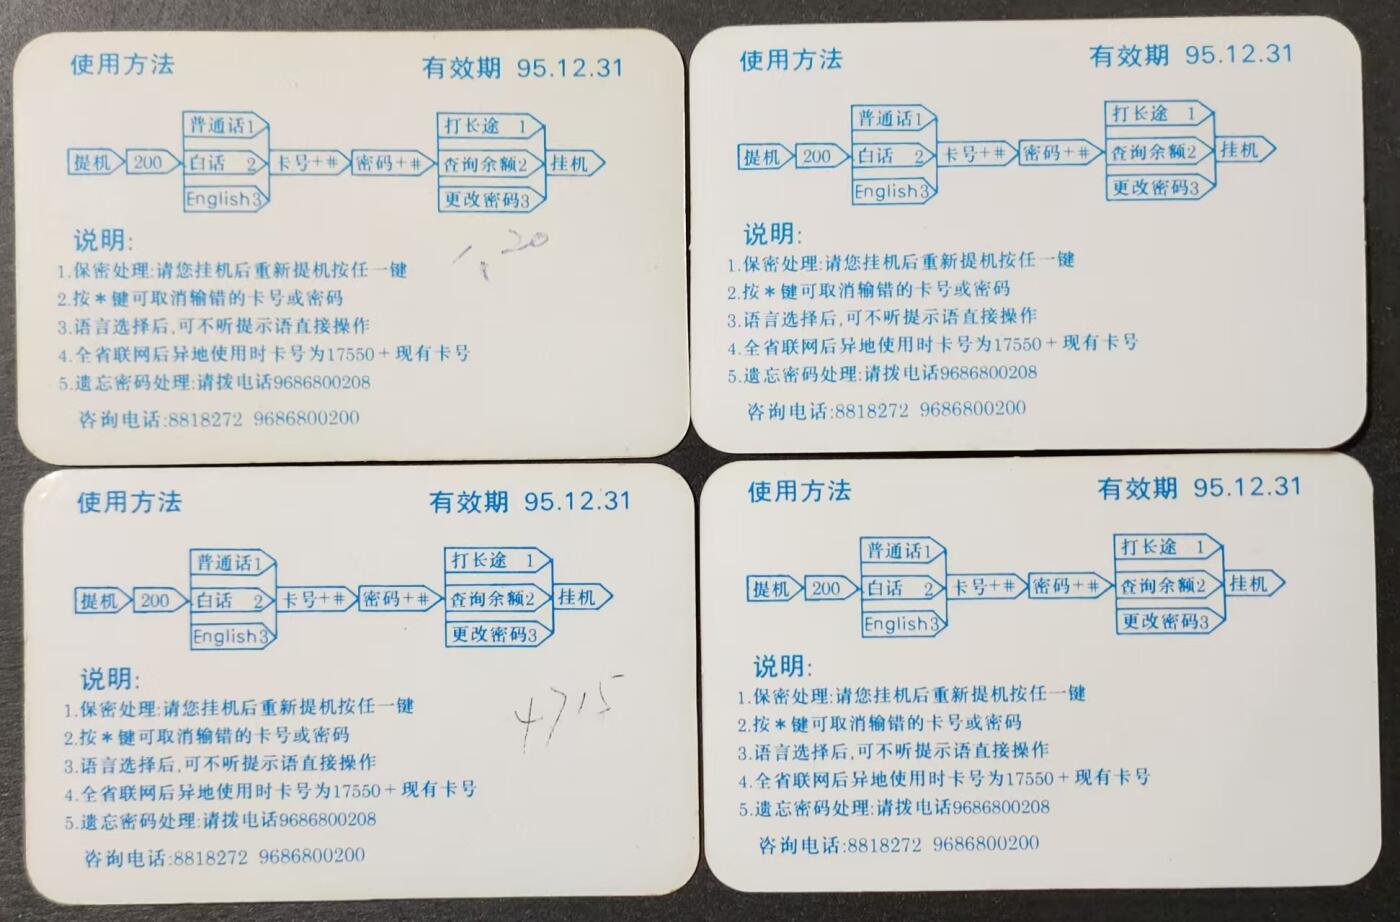 使用方法 有效期 95.12.31
普通话1 打长途 1
提机 200 白话 2 卡号+# 密码+# 查询余额2 挂机
English3 更改密码3
说明:
20
1.保密处理:请您挂机后重新提机按任一键
2.按*键可取消输错的卡号或密码
3.语言选择后,可不听提示语直接操作
4.全省联网后异地使用时卡号为17550+现有卡号
5.遗忘密码处理:请拨电话9686800208
咨询电话:8818272 9686800200
使用方法 有效期 95.12.31
普通话1 打长途 1
提机 200 白话 2 卡号+# 密码+# 查询余额2 挂机
English3 更改密码3
说明:
1.保密处理:请您挂机后重新提机按任一键
2.按*键可取消输错的卡号或密码
3.语言选择后,可不听提示语直接操作
4.全省联网后异地使用时卡号为17550+现有卡号
5.遗忘密码处理:请拨电话9686800208
咨询电话:8818272 9686800200
使用方法 有效期 95.12.31
普通话1 打长途 1
提机 200 白话 2 卡号+# 密码+# 查询余额2 挂机
English3 更改密码3
说明:
1.保密处理:请您挂机后重新提机按任一键
4715
2.按*键可取消输错的卡号或密码
3.语言选择后,可不听提示语直接操作
4.全省联网后异地使用时卡号为17550+现有卡号
5.遗忘密码处理:请拨电话9686800208
咨询电话:8818272 9686800200
使用方法 有效期 95.12.31
普通话1 打长途 1
提机 200 白话 2 卡号+# 密码+# 查询余额2 挂机
English3 更改密码3
说明:
1.保密处理:请您挂机后重新提机按任一键
2.按*键可取消输错的卡号或密码
3.语言选择后,可不听提示语直接操作
4.全省联网后异地使用时卡号为17550+现有卡号
5.遗忘密码处理:请拨电话9686800208
咨询电话:8818272 9686800200